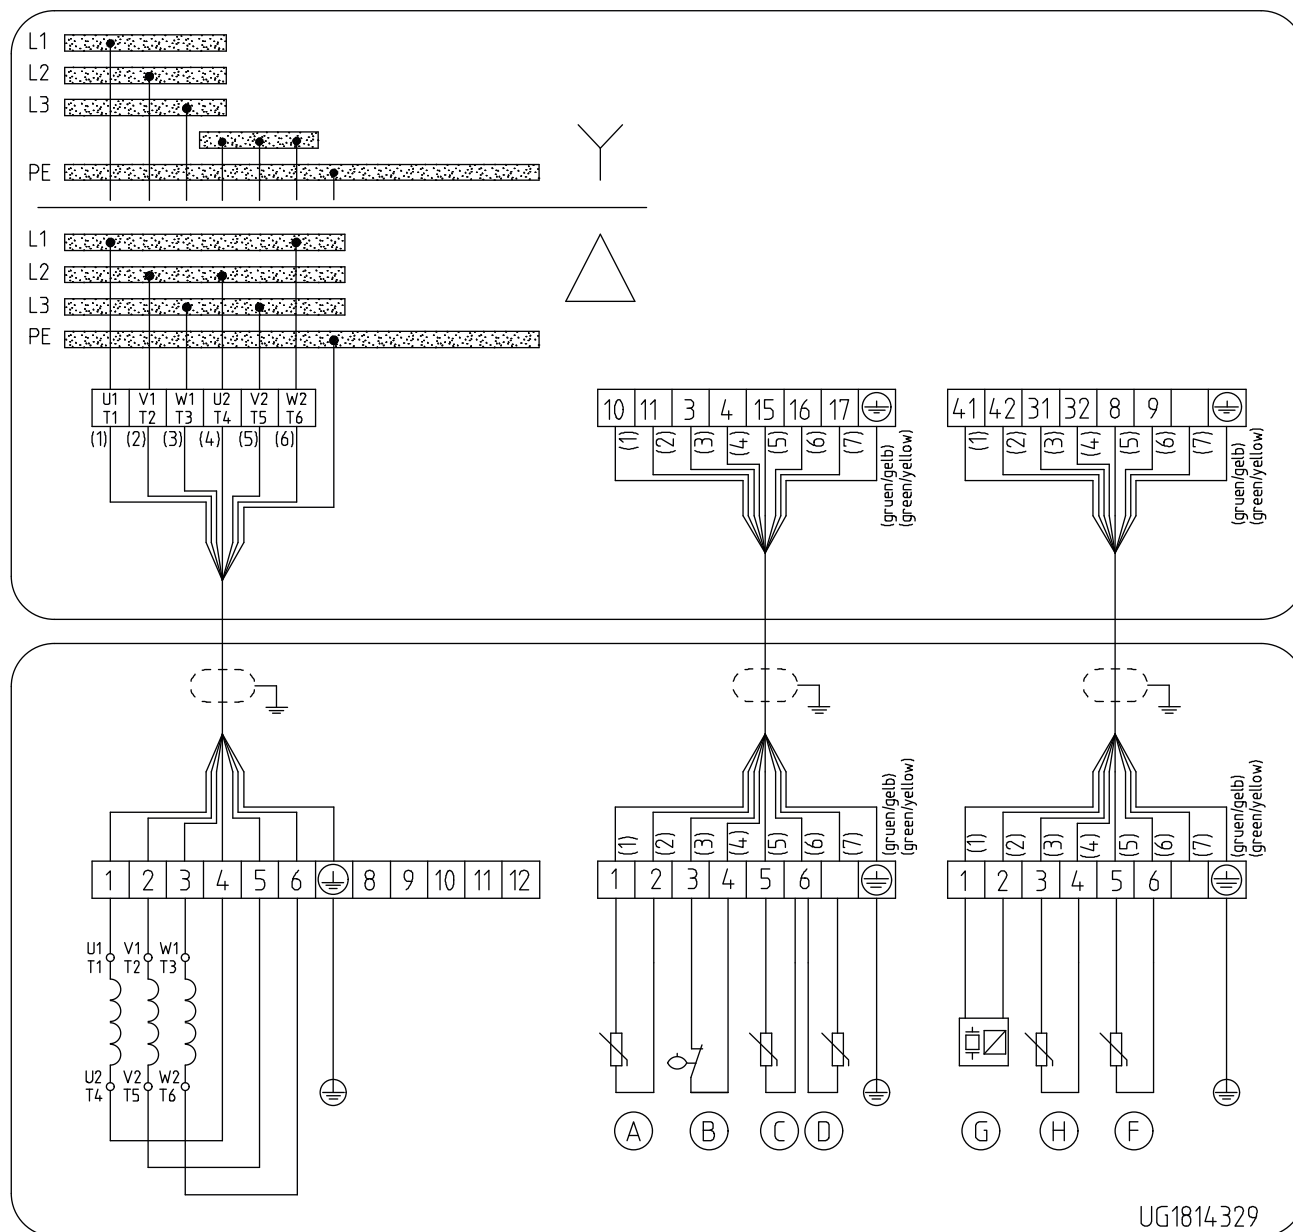 L1
L2
L3
PE
L1
L2
L3
PE
U1 V1 W1 U2 V2 W2
T1 T2 T3 T4 T5 T6
(1) (2) (3) (4) (5) (6)
10 11 3 4 15 16 17
(1) (2) (3) (4) (5) (6) (7)
(gruen/gelb)
(green/yellow)
41 42 31 32 8 9
(1) (2) (3) (4) (5) (6) (7)
(gruen/gelb)
(green/yellow)
1 2 3 4 5 6 8 9 10 11 12
U1 V1 W1
T1 T2 T3
U2 V2 W2
T4 T5 T6
(1) (2) (3) (4) (5) (6) (7)
(gruen/gelb)
(green/yellow)
1 2 3 4 5 6
A B C D
(1) (2) (3) (4) (5) (6) (7)
(gruen/gelb)
(green/yellow)
1 2 3 4 5 6
G H F
UG1814329